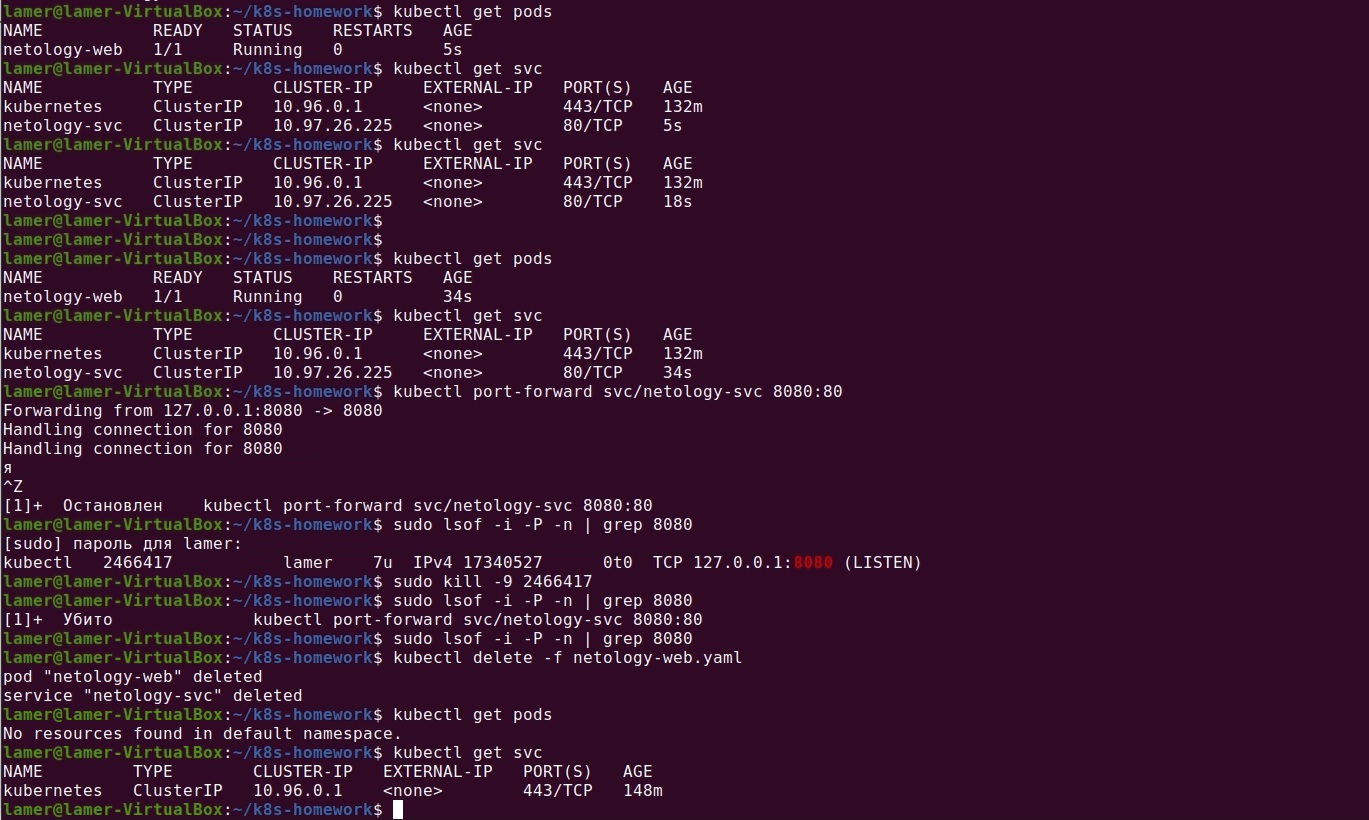 lamer@lamer-VirtualBox:~/k8s-homework$ kubectl get pods
NAME           READY   STATUS    RESTARTS   AGE
netology-web   1/1     Running   0          5s
lamer@lamer-VirtualBox:~/k8s-homework$ kubectl get svc
NAME           TYPE        CLUSTER-IP     EXTERNAL-IP   PORT(S)   AGE
kubernetes     ClusterIP   10.96.0.1      <none>        443/TCP   132m
netology-svc   ClusterIP   10.97.26.225   <none>        80/TCP    5s
lamer@lamer-VirtualBox:~/k8s-homework$ kubectl get svc
NAME           TYPE        CLUSTER-IP     EXTERNAL-IP   PORT(S)   AGE
kubernetes     ClusterIP   10.96.0.1      <none>        443/TCP   132m
netology-svc   ClusterIP   10.97.26.225   <none>        80/TCP    18s
lamer@lamer-VirtualBox:~/k8s-homework$
lamer@lamer-VirtualBox:~/k8s-homework$
lamer@lamer-VirtualBox:~/k8s-homework$ kubectl get pods
NAME           READY   STATUS    RESTARTS   AGE
netology-web   1/1     Running   0          34s
lamer@lamer-VirtualBox:~/k8s-homework$ kubectl get svc
NAME           TYPE        CLUSTER-IP     EXTERNAL-IP   PORT(S)   AGE
kubernetes     ClusterIP   10.96.0.1      <none>        443/TCP   132m
netology-svc   ClusterIP   10.97.26.225   <none>        80/TCP    34s
lamer@lamer-VirtualBox:~/k8s-homework$ kubectl port-forward svc/netology-svc 8080:80
Forwarding from 127.0.0.1:8080 -> 8080
Handling connection for 8080
Handling connection for 8080
я
^Z
[1]+  Остановлен    kubectl port-forward svc/netology-svc 8080:80
lamer@lamer-VirtualBox:~/k8s-homework$ sudo lsof -i -P -n | grep 8080
[sudo] пароль для lamer:
kubectl   2466417           lamer    7u  IPv4 17340527      0t0  TCP 127.0.0.1:8080 (LISTEN)
lamer@lamer-VirtualBox:~/k8s-homework$ sudo kill -9 2466417
lamer@lamer-VirtualBox:~/k8s-homework$ sudo lsof -i -P -n | grep 8080
[1]+  Убито              kubectl port-forward svc/netology-svc 8080:80
lamer@lamer-VirtualBox:~/k8s-homework$ sudo lsof -i -P -n | grep 8080
lamer@lamer-VirtualBox:~/k8s-homework$ kubectl delete -f netology-web.yaml
pod "netology-web" deleted
service "netology-svc" deleted
lamer@lamer-VirtualBox:~/k8s-homework$ kubectl get pods
No resources found in default namespace.
lamer@lamer-VirtualBox:~/k8s-homework$ kubectl get svc
NAME         TYPE        CLUSTER-IP   EXTERNAL-IP   PORT(S)   AGE
kubernetes   ClusterIP   10.96.0.1    <none>        443/TCP   148m
lamer@lamer-VirtualBox:~/k8s-homework$